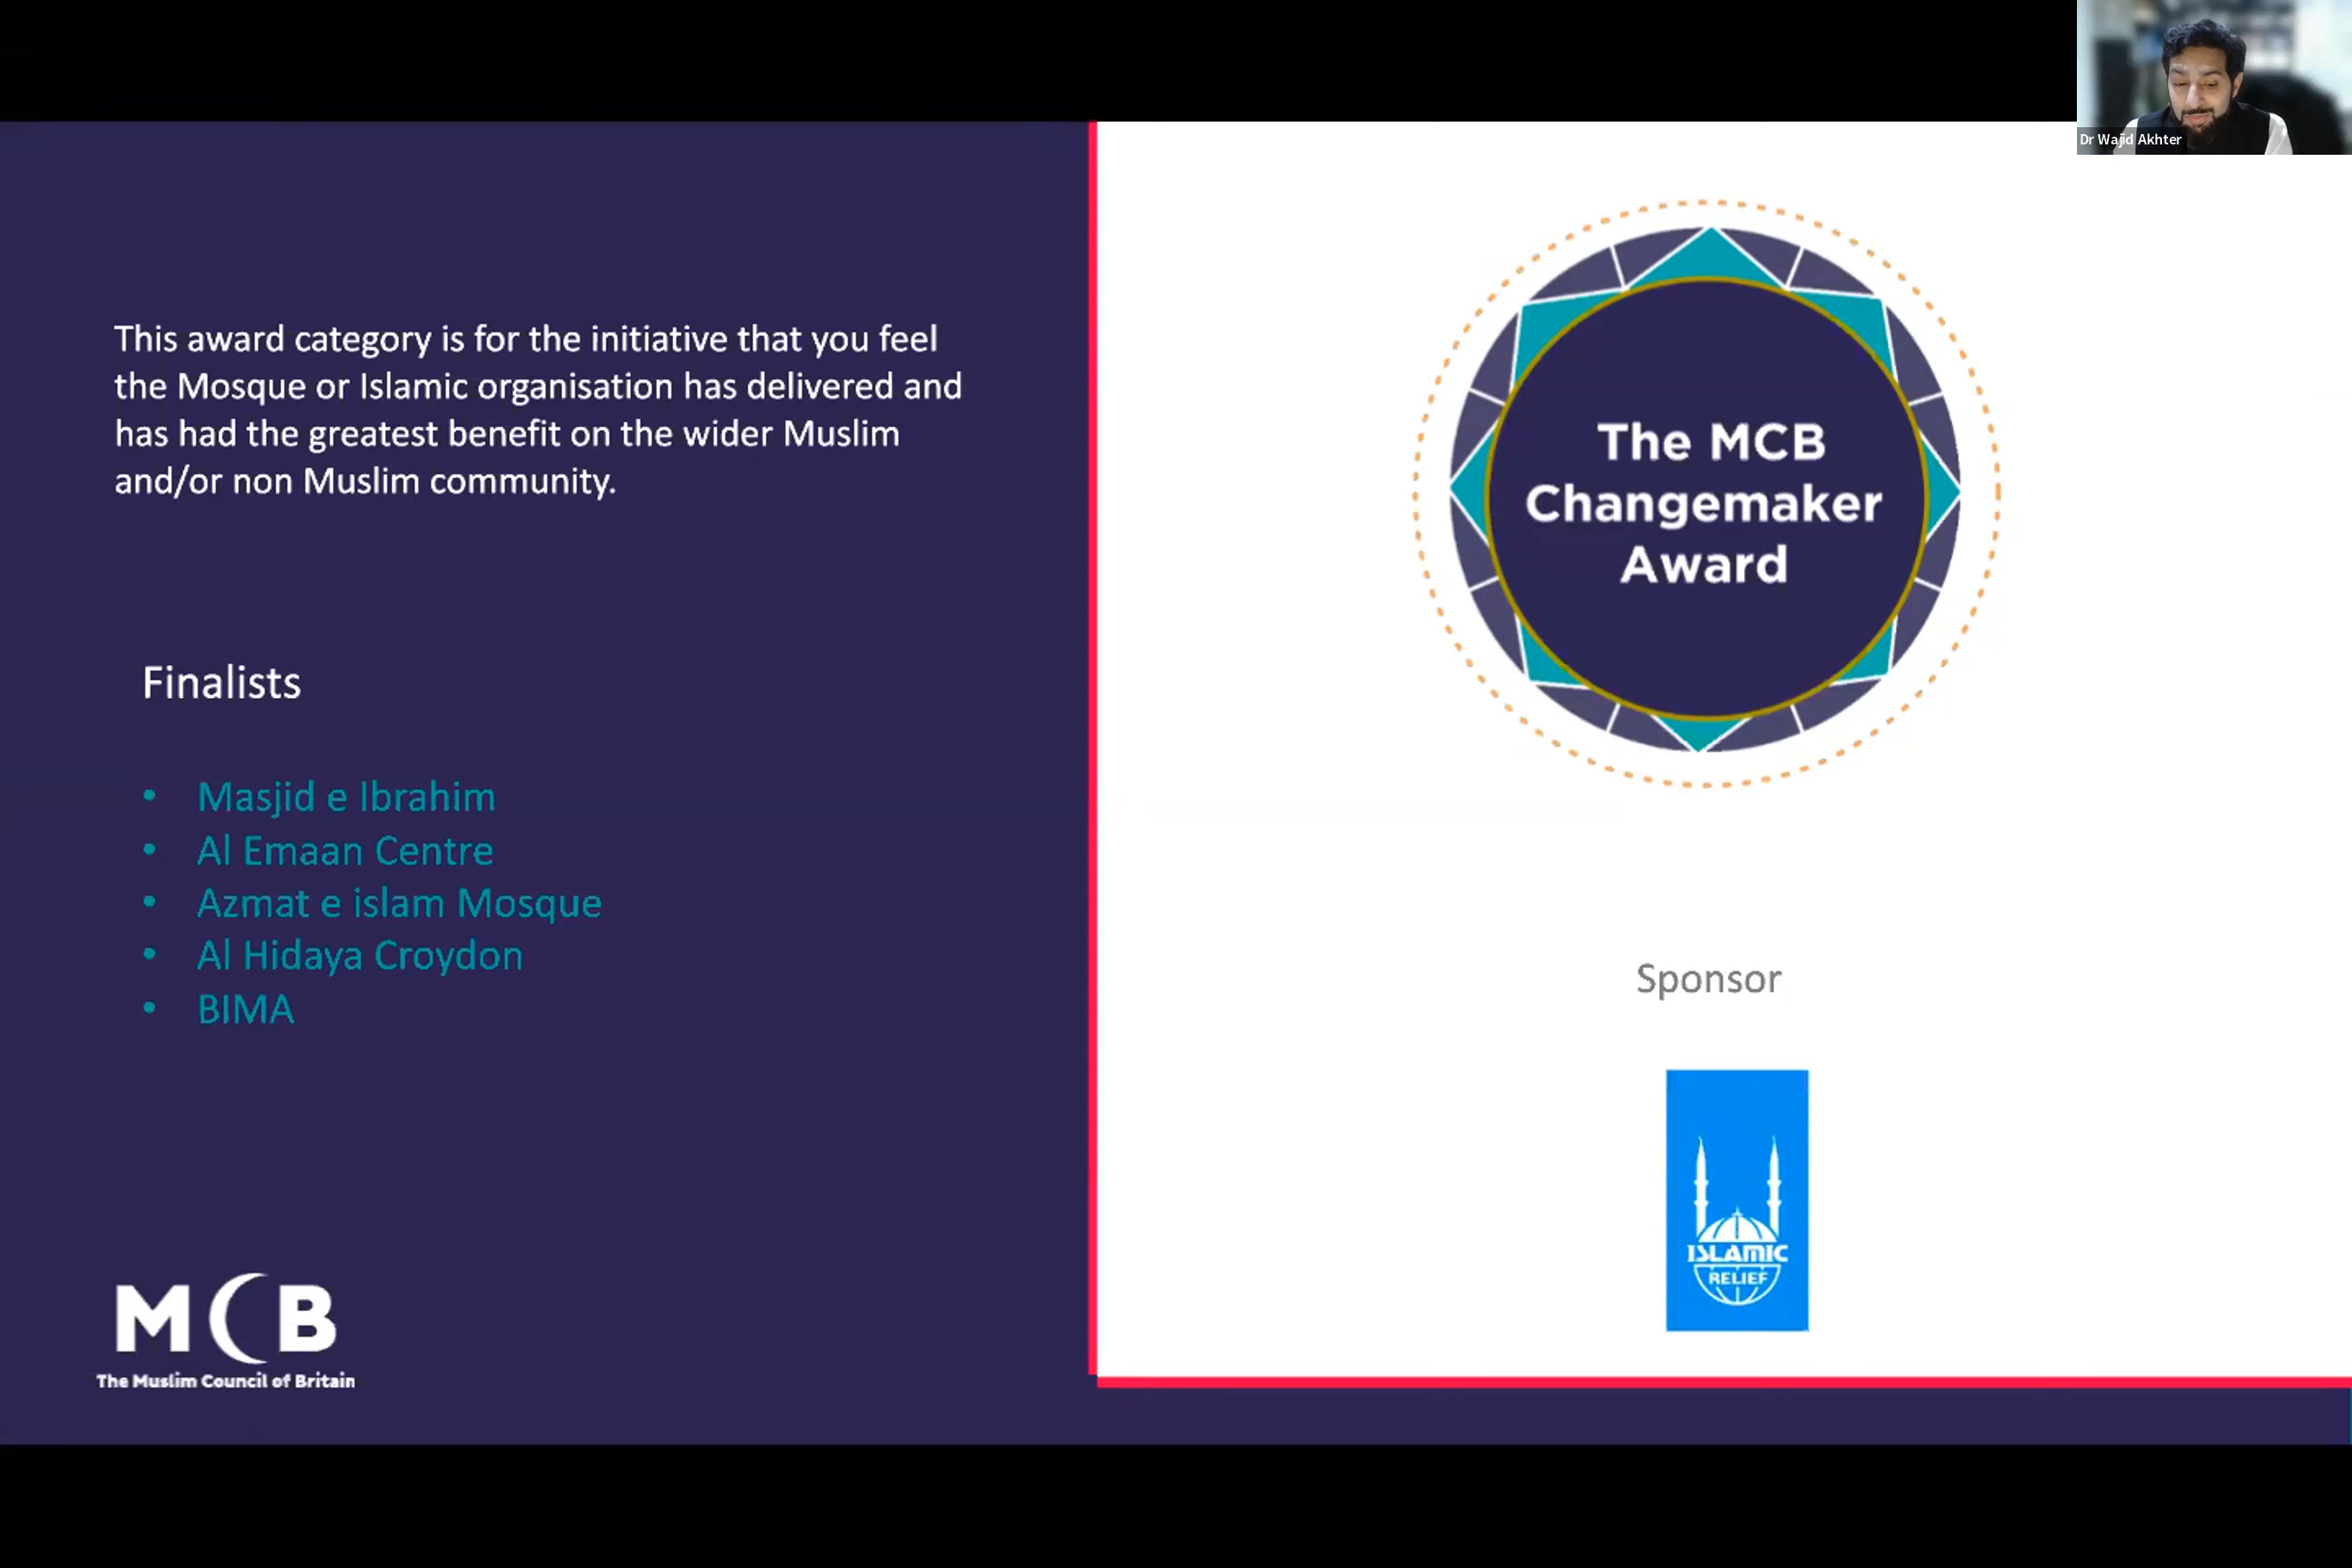 Dr Wajid Akhter
This award category is for the initiative that you feel
the Mosque or Islamic organisation has delivered and
has had the greatest benefit on the wider Muslim
and/or non Muslim community.
Finalists
• Masjid e Ibrahim
• Al Emaan Centre
• Azmat e islam Mosque
• Al Hidaya Croydon
• BIMA
MCB
The Muslim Council of Britain
The MCB
Changemaker
Award
Sponsor
ISLAMIC
RELIEF